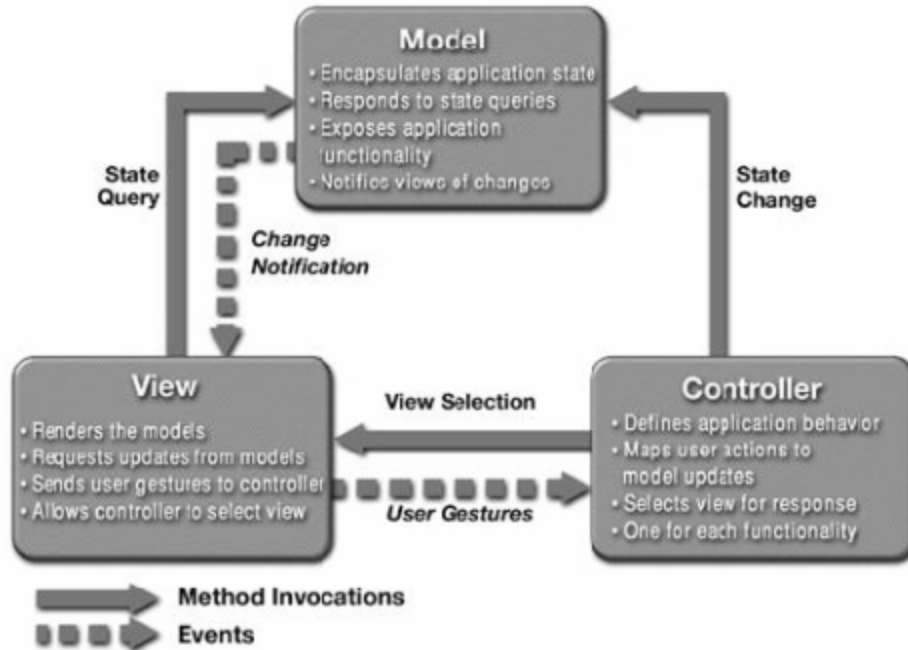 Model
• Encapsulates application state
• Responds to state queries
• Exposes application
functionality
• Notifies views of changes
State
Query
Change
Notification
State
Change
View
• Renders the models
• Requests updates from models
• Sends user gestures to controller
• Allows controller to select view
View Selection
User Gestures
Controller
• Defines application behavior
• Maps user actions to
model updates
• Selects view for response
• One for each functionality
Method Invocations
Events